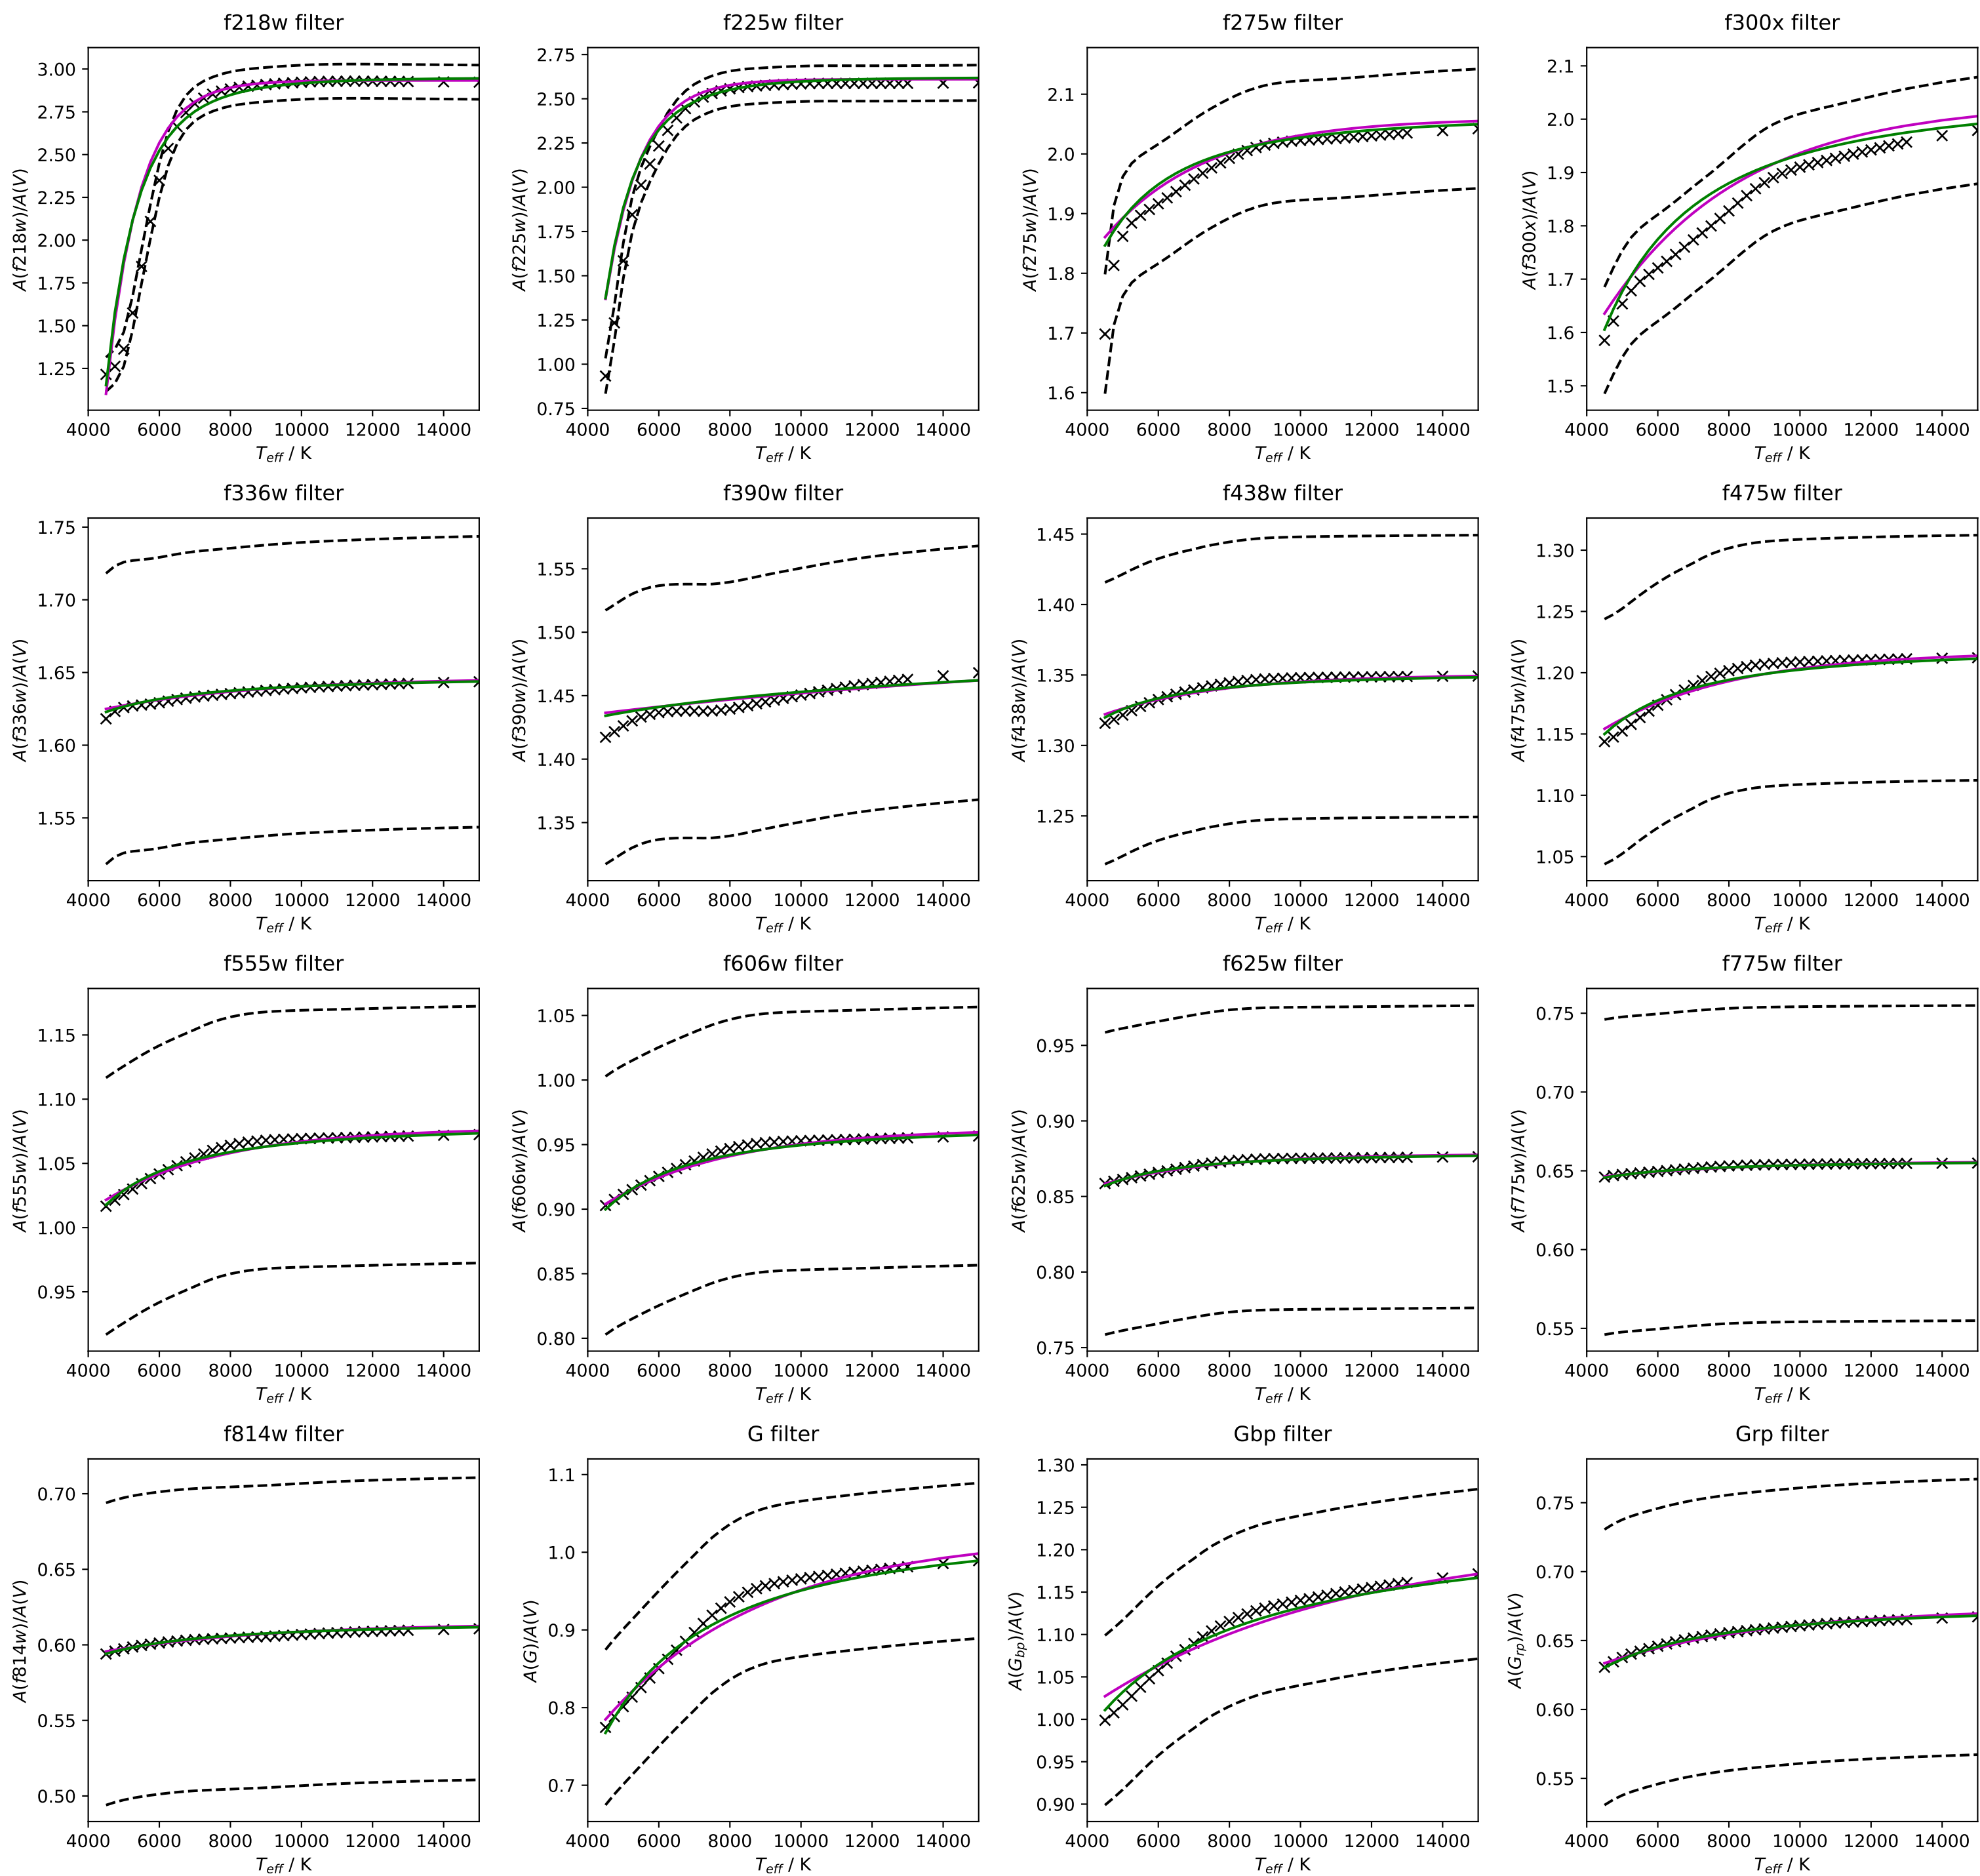 f218w filter
f225w filter
f275w filter
f300x filter
A(f218w)/A(V)
3.00
2.75
2.50
2.25
2.00
1.75
1.50
1.25
4000 6000 8000 10000 12000 14000
T_eff / K
A(f225w)/A(V)
2.75
2.50
2.25
2.00
1.75
1.50
1.25
1.00
0.75
4000 6000 8000 10000 12000 14000
T_eff / K
A(f275w)/A(V)
2.1
2.0
1.9
1.8
1.7
1.6
4000 6000 8000 10000 12000 14000
T_eff / K
A(f300x)/A(V)
2.1
2.0
1.9
1.8
1.7
1.6
1.5
4000 6000 8000 10000 12000 14000
T_eff / K
f336w filter
f390w filter
f438w filter
f475w filter
A(f336w)/A(V)
1.75
1.70
1.65
1.60
1.55
4000 6000 8000 10000 12000 14000
T_eff / K
A(f390w)/A(V)
1.55
1.50
1.45
1.40
1.35
4000 6000 8000 10000 12000 14000
T_eff / K
A(f438w)/A(V)
1.45
1.40
1.35
1.30
1.25
4000 6000 8000 10000 12000 14000
T_eff / K
A(f475w)/A(V)
1.30
1.25
1.20
1.15
1.10
1.05
4000 6000 8000 10000 12000 14000
T_eff / K
f555w filter
f606w filter
f625w filter
f775w filter
A(f555w)/A(V)
1.15
1.10
1.05
1.00
0.95
4000 6000 8000 10000 12000 14000
T_eff / K
A(f606w)/A(V)
1.05
1.00
0.95
0.90
0.85
0.80
4000 6000 8000 10000 12000 14000
T_eff / K
A(f625w)/A(V)
0.95
0.90
0.85
0.80
0.75
4000 6000 8000 10000 12000 14000
T_eff / K
A(f775w)/A(V)
0.75
0.70
0.65
0.60
0.55
4000 6000 8000 10000 12000 14000
T_eff / K
f814w filter
G filter
Gbp filter
Grp filter
A(f814w)/A(V)
0.70
0.65
0.60
0.55
0.50
4000 6000 8000 10000 12000 14000
T_eff / K
A(G)/A(V)
1.1
1.0
0.9
0.8
0.7
4000 6000 8000 10000 12000 14000
T_eff / K
A(G_bp)/A(V)
1.30
1.25
1.20
1.15
1.10
1.05
1.00
0.95
0.90
4000 6000 8000 10000 12000 14000
T_eff / K
A(G_rp)/A(V)
0.75
0.70
0.65
0.60
0.55
4000 6000 8000 10000 12000 14000
T_eff / K